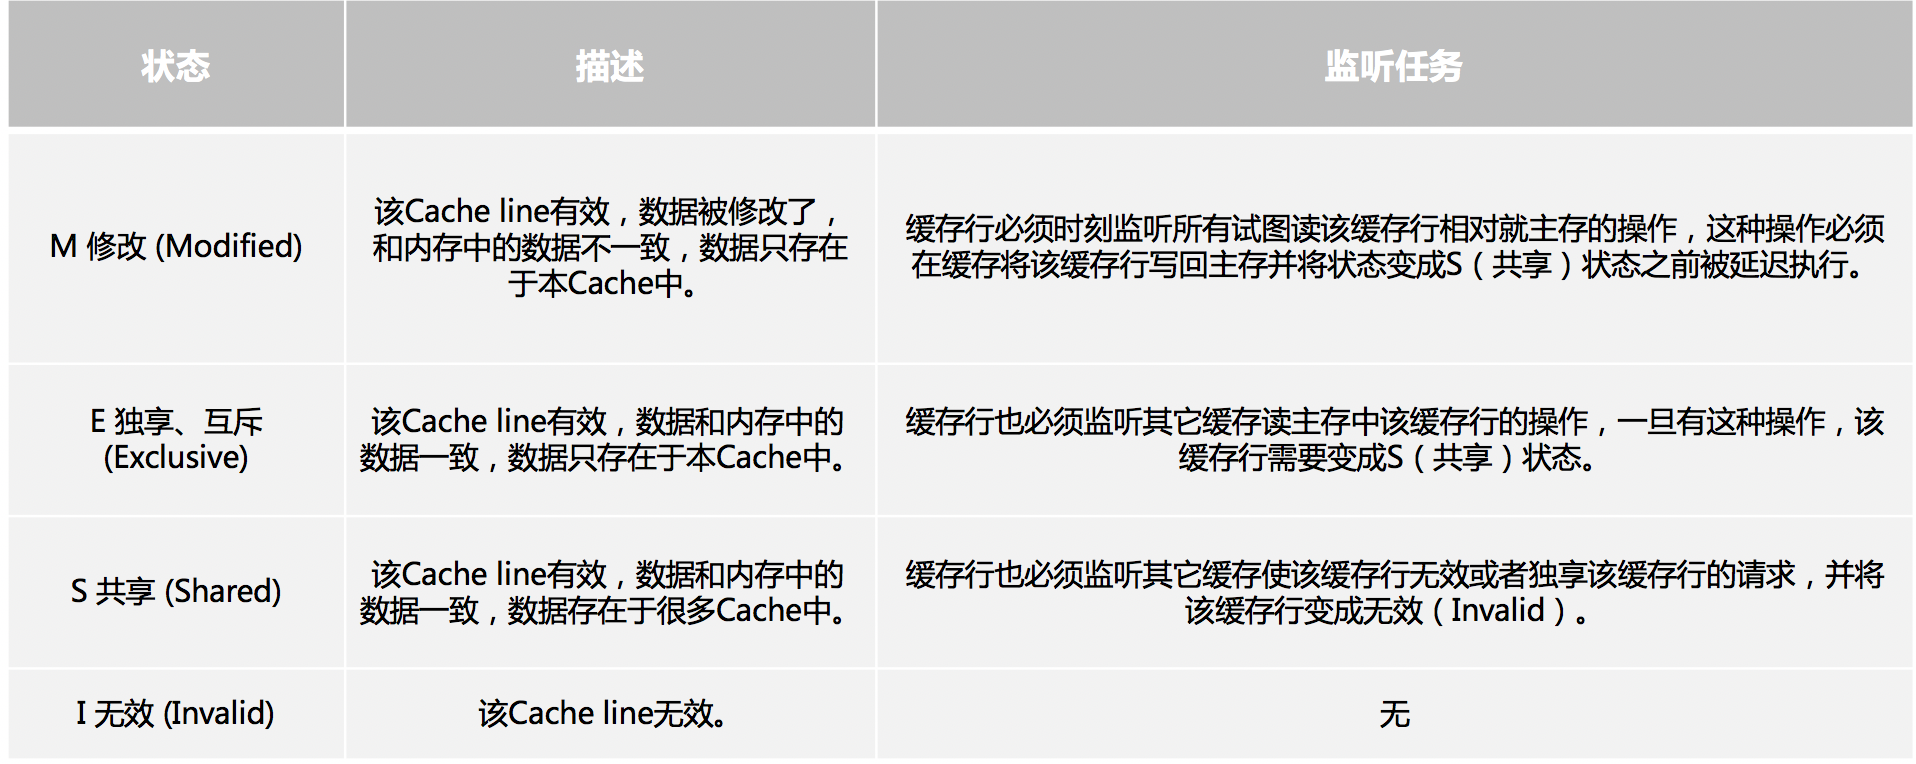 状态
描述
监听任务
M 修改 (Modified)
该Cache line有效，数据被修改了，
和内存中的数据不一致，数据只存在
于本Cache中。
缓存行必须时刻监听所有试图读该缓存行相对就主存的操作，这种操作必须
在缓存将该缓存行写回主存并将状态变成S（共享）状态之前被延迟执行。
E 独享、互斥
(Exclusive)
该Cache line有效，数据和内存中的
数据一致，数据只存在于本Cache中。
缓存行也必须监听其它缓存读主存中该缓存行的操作，一旦有这种操作，该
缓存行需要变成S（共享）状态。
S 共享 (Shared)
该Cache line有效，数据和内存中的
数据一致，数据存在于很多Cache中。
缓存行也必须监听其它缓存使该缓存行无效或者独享该缓存行的请求，并将
该缓存行变成无效（Invalid）。
I 无效 (Invalid)
该Cache line无效。
无